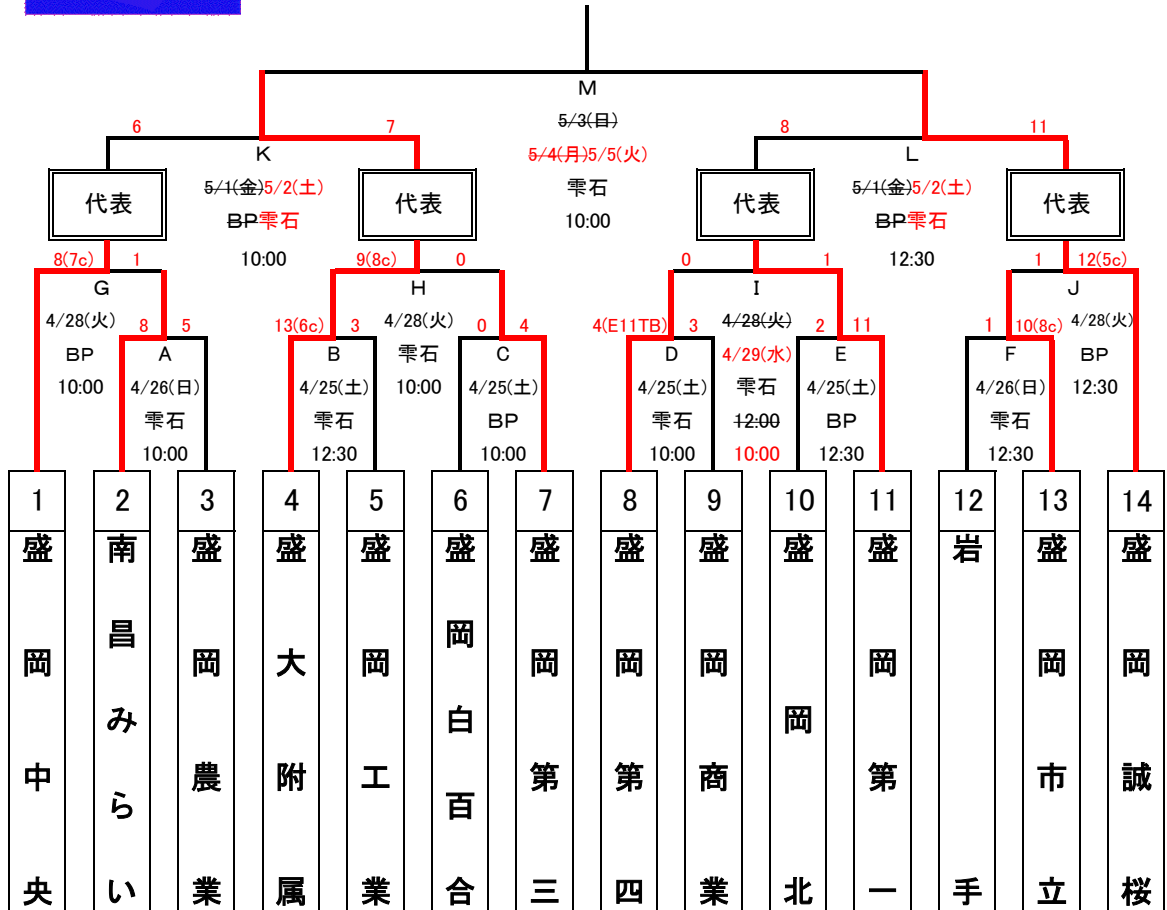 M
5/3(日)
5/4(月)5/5(火)
雫石
10:00
6 7
K
5/1(金)5/2(土)
BP雫石
10:00
8 11
L
5/1(金)5/2(土)
BP雫石
12:30
代表 代表 代表 代表
8(7c) 1
G
4/28(火)
BP
10:00
9(8c) 0
H
4/28(火)
雫石
10:00
0 1
I
4/28(火)
4/29(水)
雫石
12:00
10:00
1 12(5c)
J
4/28(火)
BP
12:30
8 5
A
4/26(日)
雫石
10:00
13(6c) 3
B
4/25(土)
雫石
12:30
0 4
C
4/25(土)
BP
10:00
4(E11TB) 3
D
4/25(土)
雫石
10:00
2 11
E
4/25(土)
BP
12:30
1 10(8c)
F
4/26(日)
雫石
12:30
1 2 3 4 5 6 7 8 9 10 11 12 13 14
盛岡中央
南昌みらい
盛岡農業
盛大附属
盛岡工業
盛岡白百合
盛岡第三
盛岡第四
盛岡商業
岡北
盛岡第一
岩手
盛岡市立
盛岡誠桜